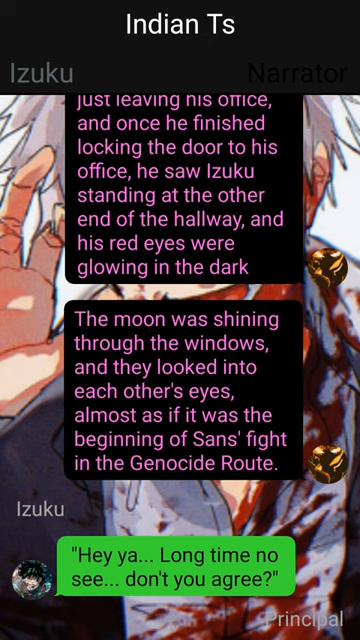 Indian Ts
Izuku
Narrator
just leaving his office,
and once he finished
locking the door to his
office, he saw Izuku
standing at the other
end of the hallway, and
his red eyes were
glowing in the dark
The moon was shining
through the windows,
and they looked into
each other's eyes,
almost as if it was the
beginning of Sans' fight
in the Genocide Route.
Izuku
"Hey ya... Long time no
see... don't you agree?"
Principal